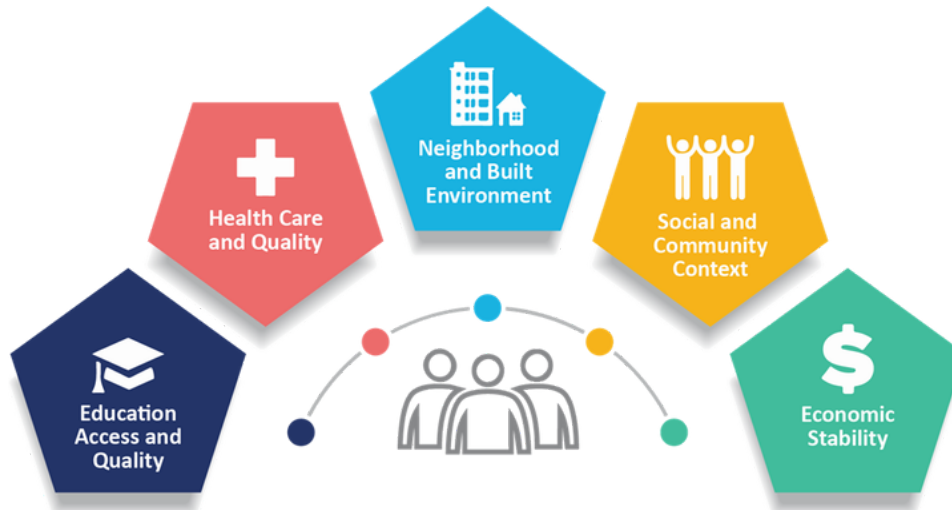 Education
Access and
Quality
Health Care
and Quality
Neighborhood
and Built
Environment
Social and
Community
Context
$
Economic
Stability